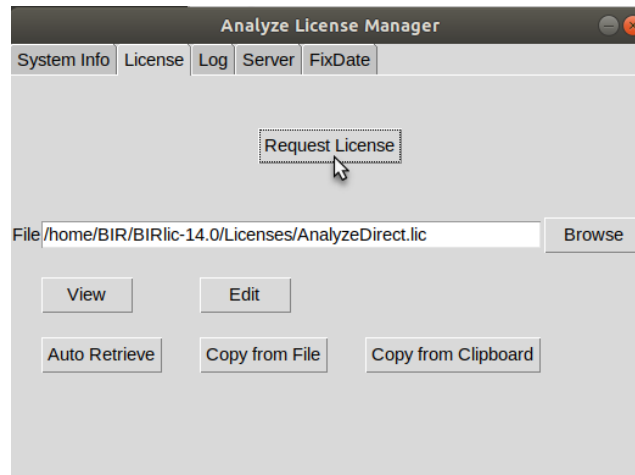 Analyze License Manager
System Info License Log Server FixDate
Request License
File /home/BIR/BIRlic-14.0/Licenses/AnalyzeDirect.lic Browse
View Edit
Auto Retrieve Copy from File Copy from Clipboard